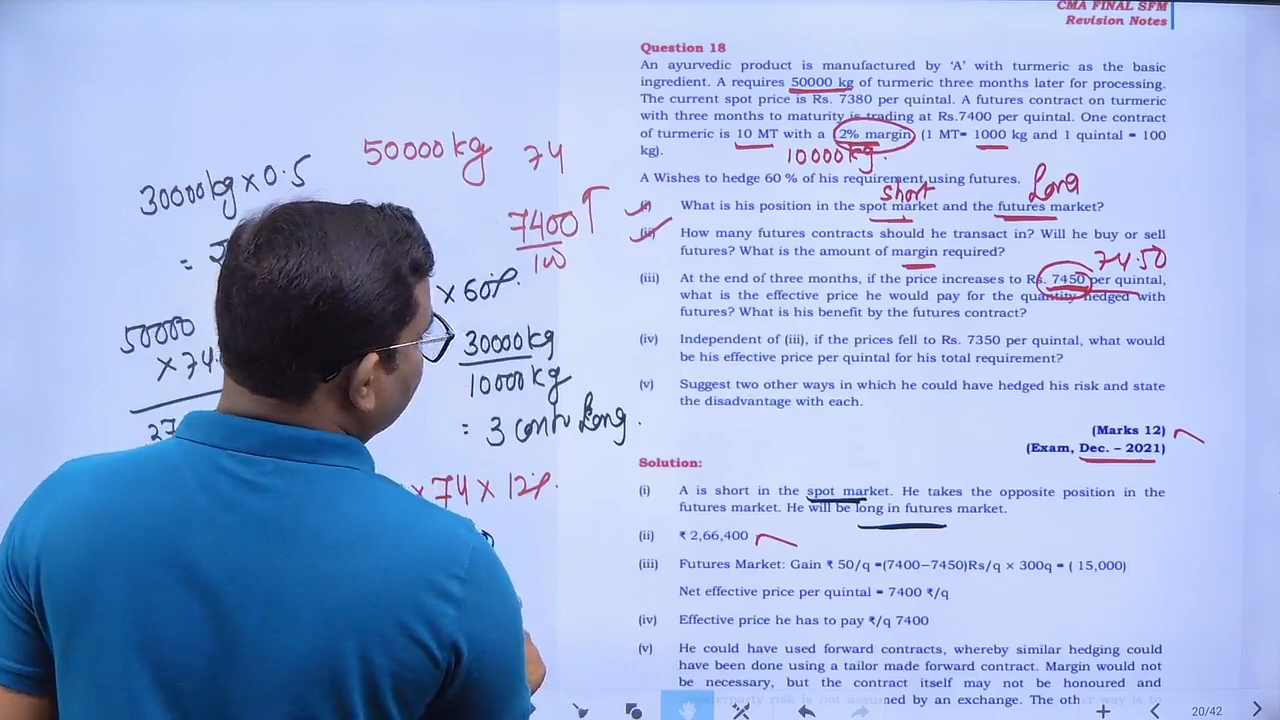 CMA FINAL SFM
Revision Notes
Question 18
An ayurvedic product is manufactured by ‘A’ with turmeric as the basic
ingredient. A requires 50000 kg of turmeric three months later for processing.
The current spot price is Rs. 7380 per quintal. A futures contract on turmeric
with three months to maturity is trading at Rs.7400 per quintal. One contract
of turmeric is 10 MT with a 2% margin (1 MT= 1000 kg and 1 quintal = 100
kg).
10000kg.
A Wishes to hedge 60 % of his requirement using futures.
short Long
(i) What is his position in the spot market and the futures market?
(ii) How many futures contracts should he transact in? Will he buy or sell
futures? What is the amount of margin required?
74.50
(iii) At the end of three months, if the price increases to Rs. 7450 per quintal,
what is the effective price he would pay for the quantity hedged with
futures? What is his benefit by the futures contract?
(iv) Independent of (iii), if the prices fell to Rs. 7350 per quintal, what would
be his effective price per quintal for his total requirement?
(v) Suggest two other ways in which he could have hedged his risk and state
the disadvantage with each.
(Marks 12)
(Exam, Dec. – 2021)
Solution:
(i) A is short in the spot market. He takes the opposite position in the
futures market. He will be long in futures market.
(ii) ₹ 2,66,400
(iii) Futures Market: Gain ₹ 50/q =(7400−7450)Rs/q × 300q = ( 15,000)
Net effective price per quintal = 7400 ₹/q
(iv) Effective price he has to pay ₹/q 7400
(v) He could have used forward contracts, whereby similar hedging could
have been done using a tailor made forward contract. Margin would not
be necessary, but the contract itself may not be honoured and
risk is not assumed by an exchange. The other way is to
20/42
50000 kg 74
30000 kg × 0.5
7400
100
× 60%
30000 kg
10000 kg
= 3 contr Long.
50000
× 74
37
× 74 × 12%.